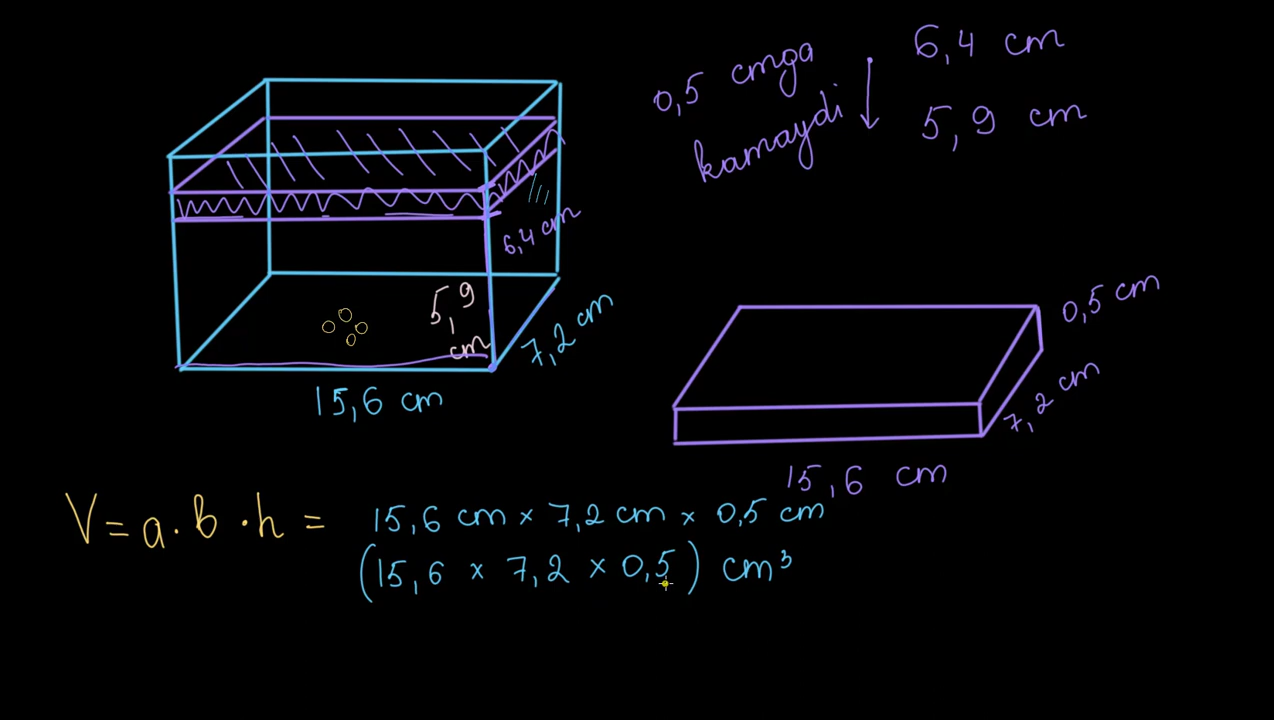 0,5 cmga
kamaydi
6,4 cm
5,9 cm
6,4 cm
5,9
cm
7,2 cm
15,6 cm
0,5 cm
7,2 cm
15,6 cm
V = a · b · h = 15,6 cm × 7,2 cm × 0,5 cm
(15,6 × 7,2 × 0,5) cm³